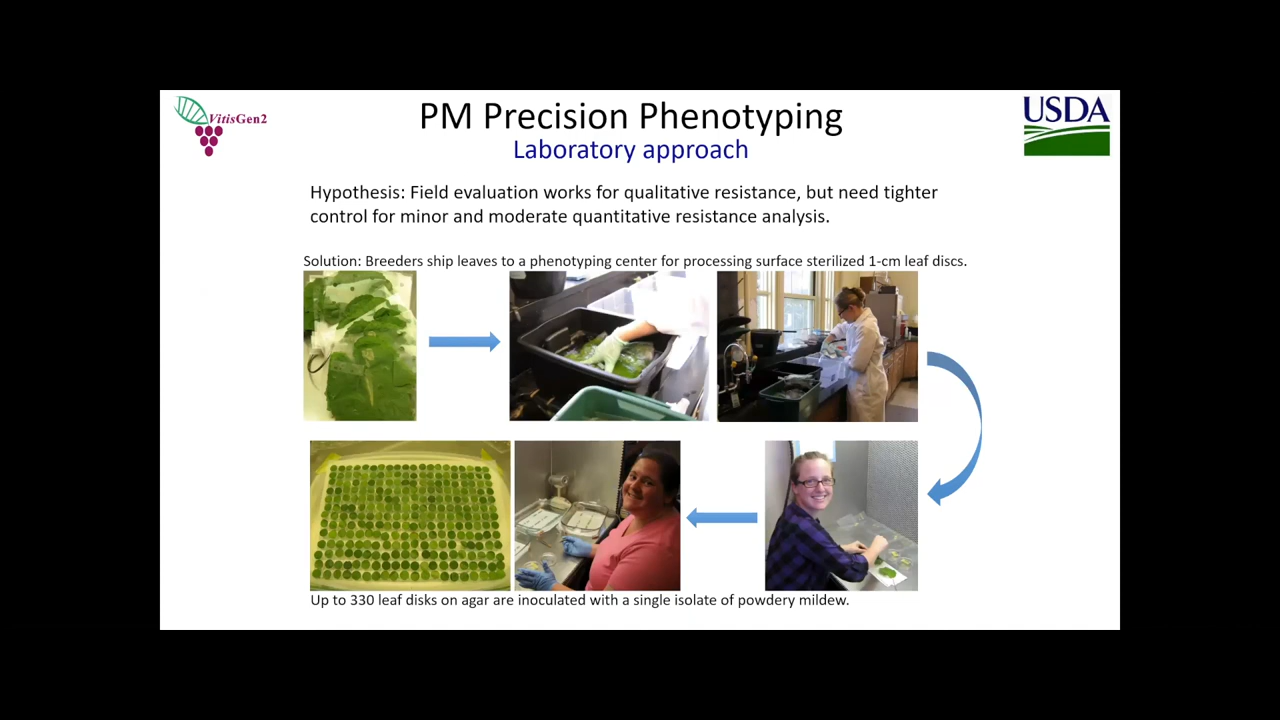 VitisGen2
PM Precision Phenotyping
USDA
Laboratory approach
Hypothesis: Field evaluation works for qualitative resistance, but need tighter
control for minor and moderate quantitative resistance analysis.
Solution: Breeders ship leaves to a phenotyping center for processing surface sterilized 1-cm leaf discs.
Up to 330 leaf disks on agar are inoculated with a single isolate of powdery mildew.